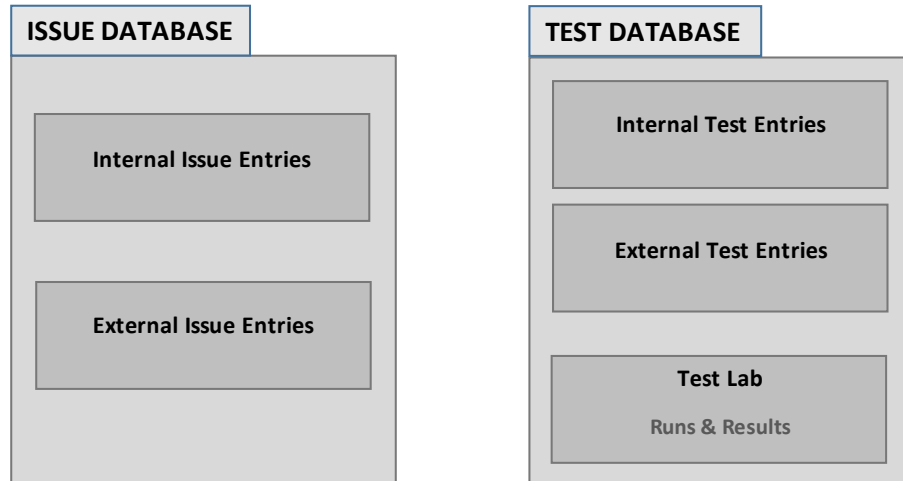 ISSUE DATABASE
Internal Issue Entries
External Issue Entries
TEST DATABASE
Internal Test Entries
External Test Entries
Test Lab
Runs & Results